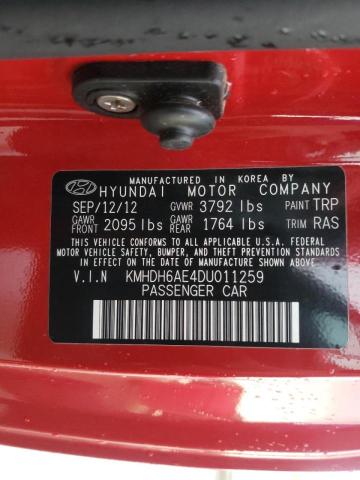 MANUFACTURED IN KOREA BY
HYUNDAI MOTOR COMPANY
SEP/12/12 GVWR 3792 lbs PAINT TRP
GAWR FRONT 2095 lbs GAWR REAR 1764 lbs TRIM RAS
THIS VEHICLE CONFORMS TO ALL APPLICABLE U.S.A. FEDERAL
MOTOR VEHICLE SAFETY, BUMPER AND THEFT PREVENTION
STANDARDS IN EFFECT ON THE DATE OF MANUFACTURE
SHOWN ABOVE.
V.I.N KMHDH6AE4DU011259
PASSENGER CAR